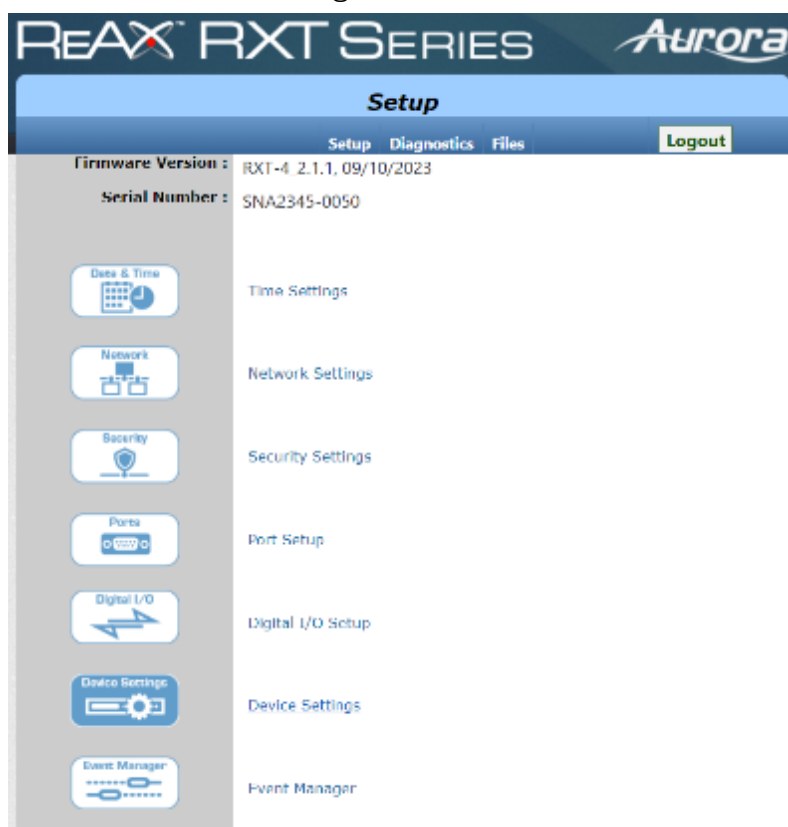 REAX™ RXT SERIES Aurora
Setup
Setup Diagnostics Files Logout
Firmware Version : RXT-4 2.1.1, 09/10/2023
Serial Number : SNA2345-0050
Date & Time
Time Settings
Network
Network Settings
Security
Security Settings
Ports
Port Setup
Digital I/O
Digital I/O Setup
Device Settings
Device Settings
Event Manager
Event Manager